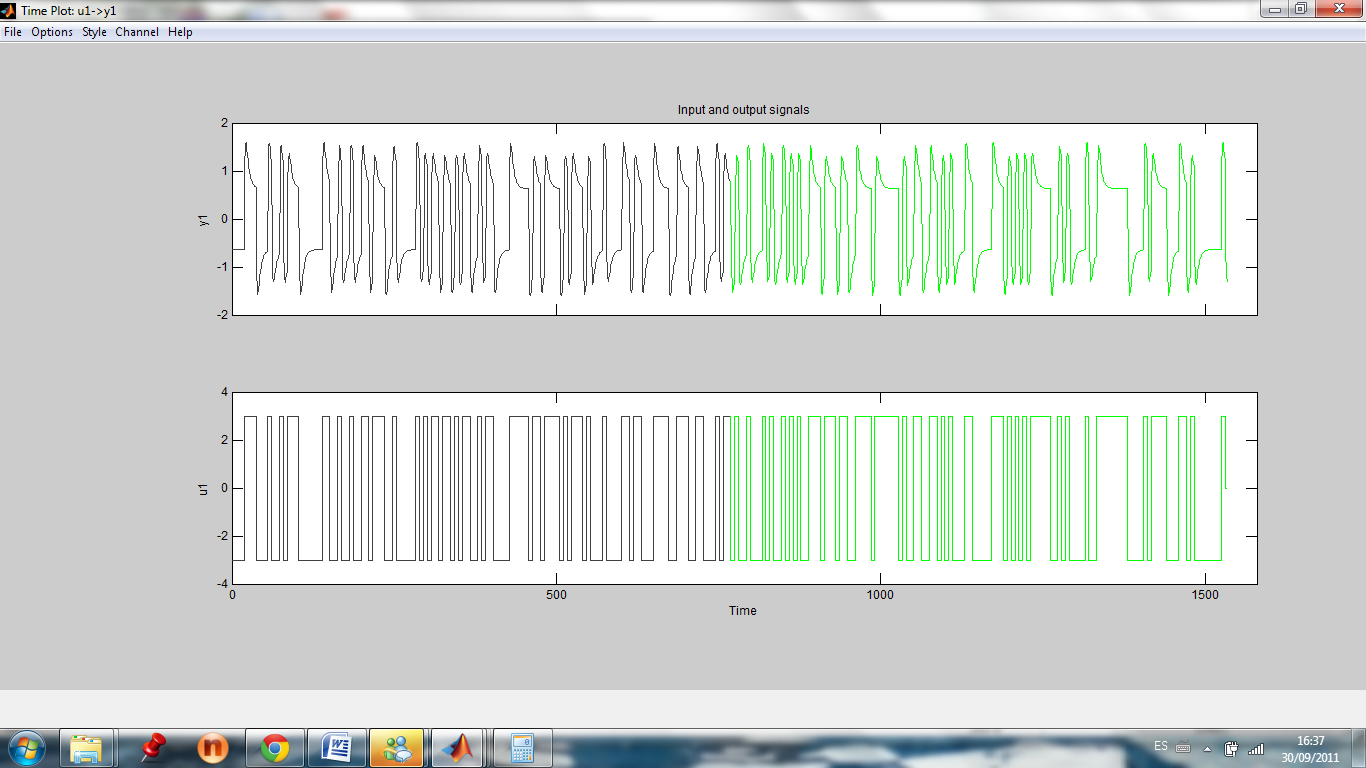 Time Plot: u1->y1
File Options Style Channel Help
Input and output signals
2
1
0
-1
-2
y1
4
2
0
-2
-4
u1
0 500 1000 1500
Time
ES
16:37
30/09/2011